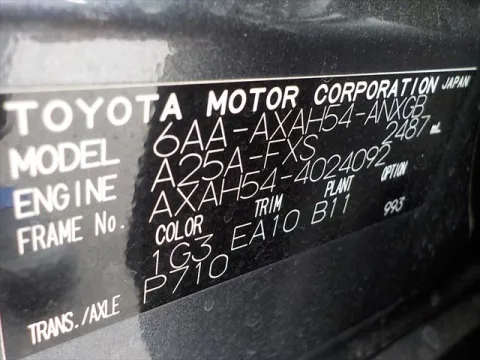 TOYOTA MOTOR CORPORATION JAPAN
MODEL 6AA-AXAH54-ANXGB
ENGINE A25A-FXS 2487 mL
FRAME No. AXAH54-4024092
COLOR TRIM PLANT OPTION
1G3 EA10 B11 993
TRANS./AXLE P710